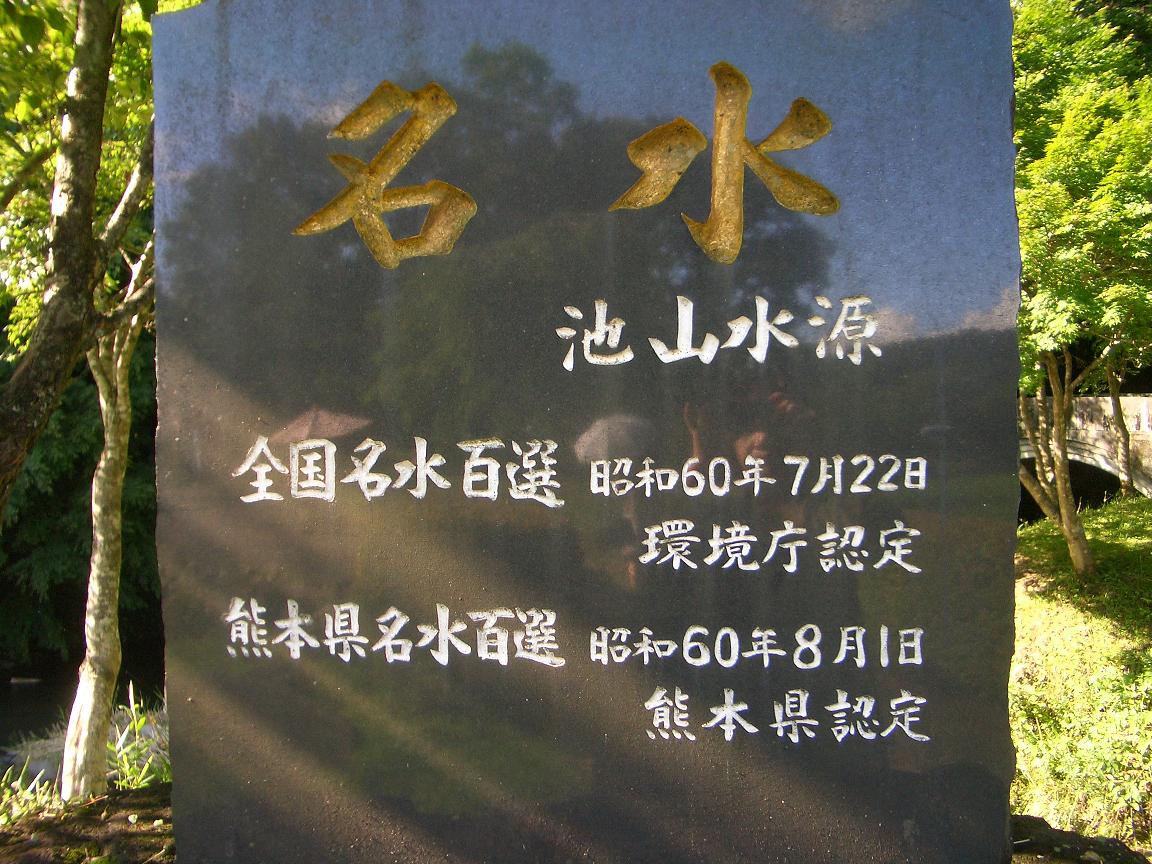 名水
池山水源
全国名水百選 昭和60年7月22日
環境庁認定
熊本県名水百選 昭和60年8月1日
熊本県認定